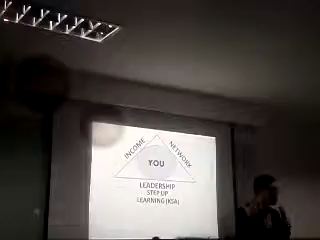 INCOME
NETWORK
YOU
LEADERSHIP
STEP UP
LEARNING (KSA)